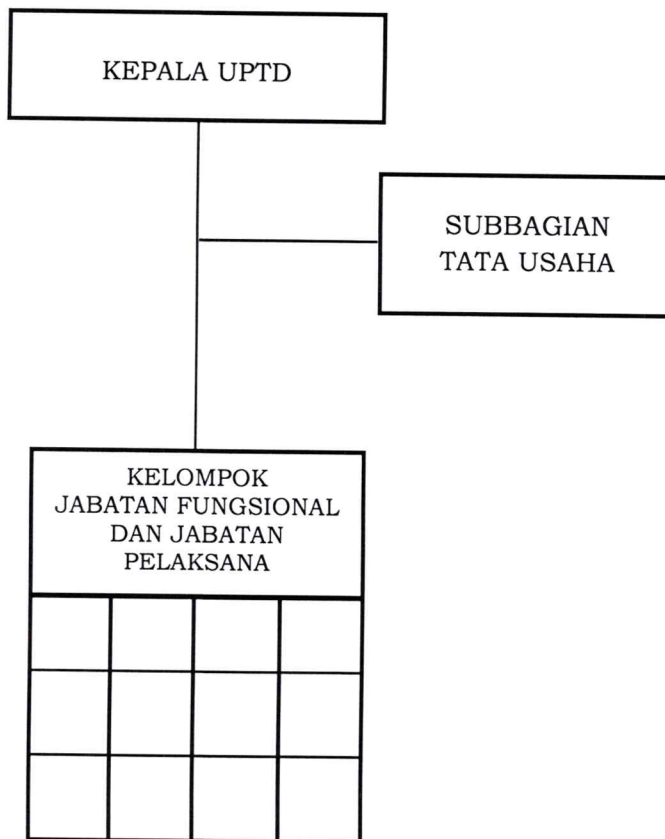 KEPALA UPTD
SUBBAGIAN
TATA USAHA
KELOMPOK
JABATAN FUNGSIONAL
DAN JABATAN
PELAKSANA